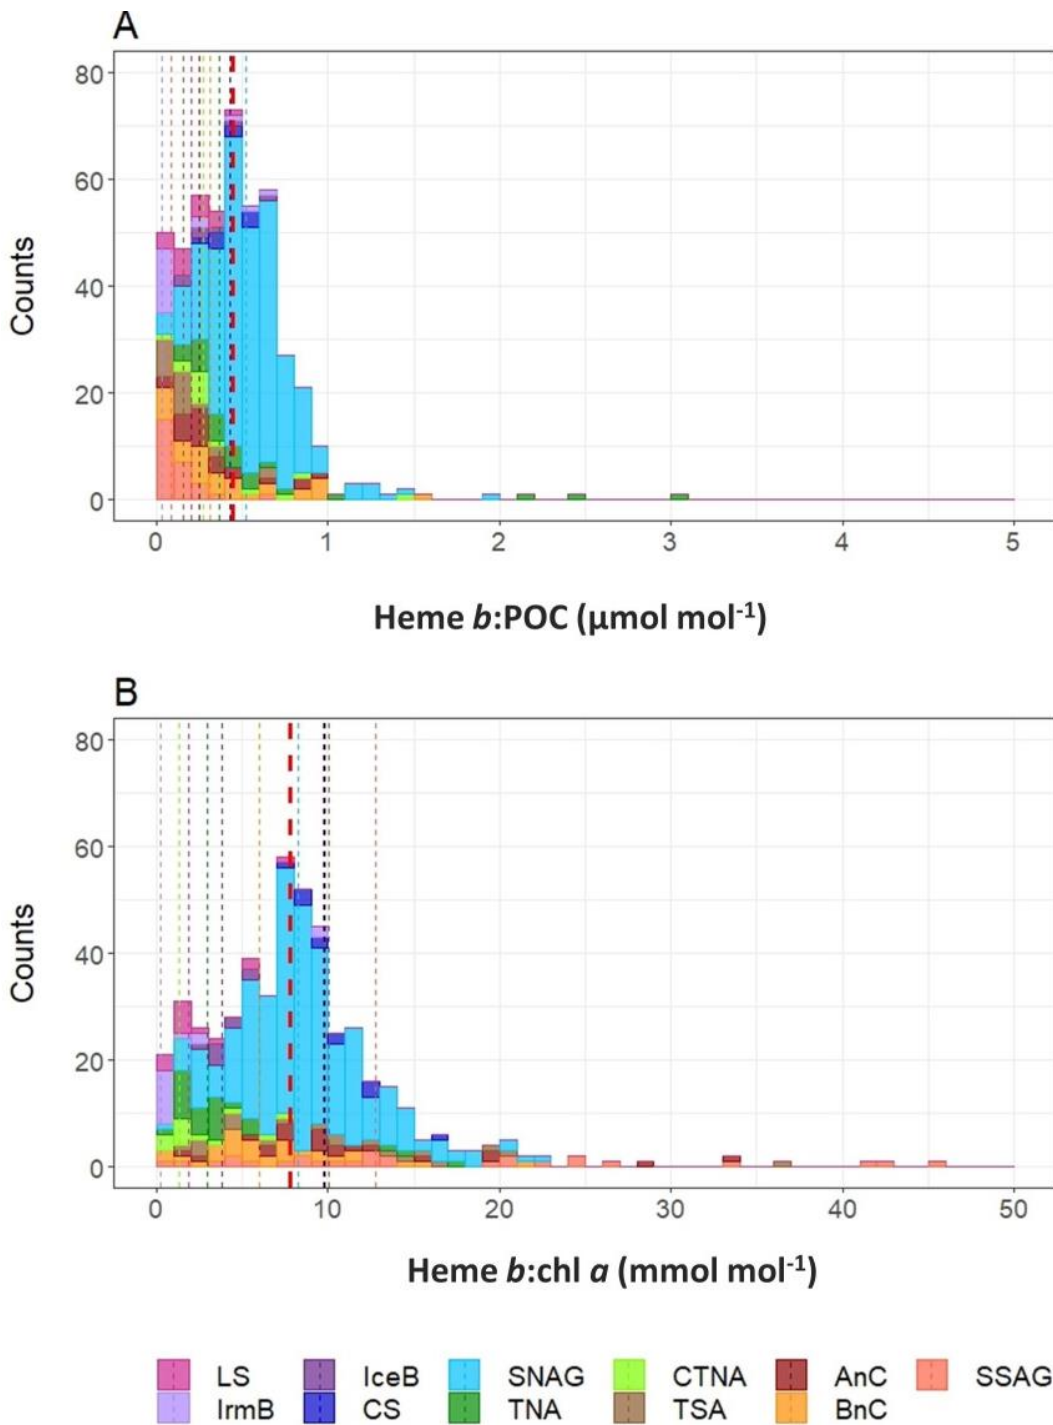 A
80
60
40
20
0
Counts
0 1 2 3 4 5
Heme b:POC (μmol mol-1)
B
80
60
40
20
0
Counts
0 10 20 30 40 50
Heme b:chl a (mmol mol-1)
LS IceB SNAG CTNA AnC SSAG
IrmB CS TNA TSA BnC